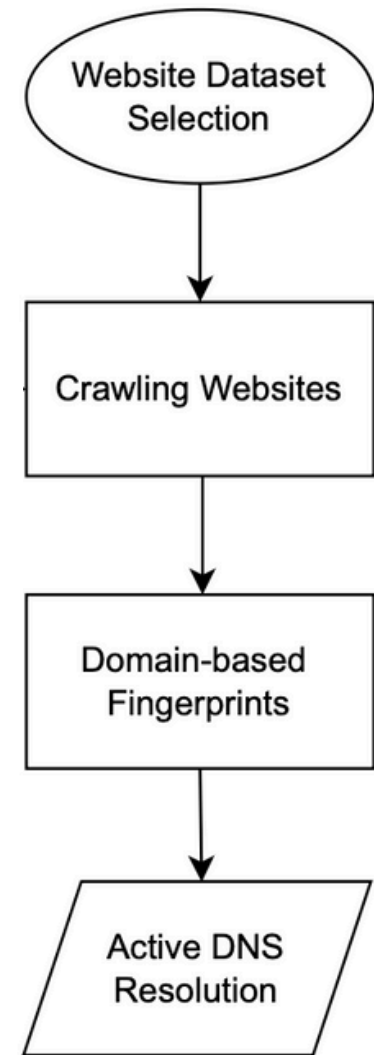 Website Dataset
Selection
Crawling Websites
Domain-based
Fingerprints
Active DNS
Resolution